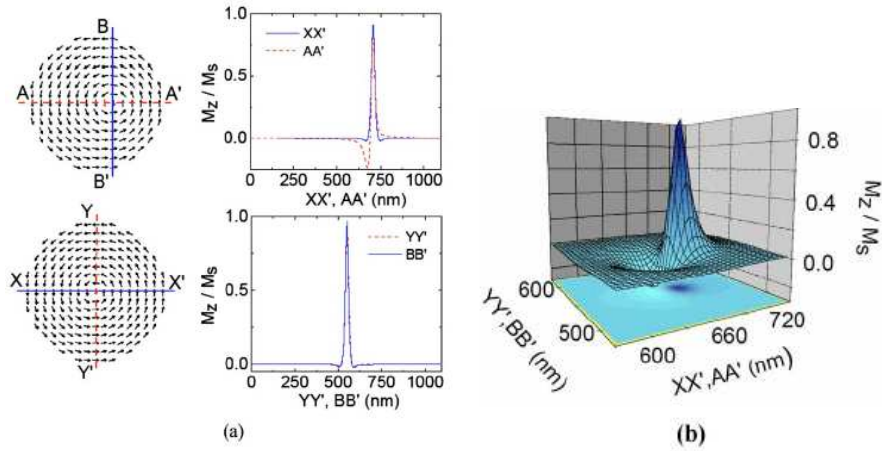 B
A A'
B'
M_z / M_s
1.0
0.5
0.0
XX'
AA'
0 250 500 750 1000
XX', AA' (nm)
Y
X X'
Y'
M_z / M_s
1.0
0.5
0.0
YY'
BB'
0 250 500 750 1000
YY', BB' (nm)
(a)
0.8
0.4
0.0
M_z / M_s
600
500
YY',BB' (nm)
600
660
720
XX',AA' (nm)
(b)